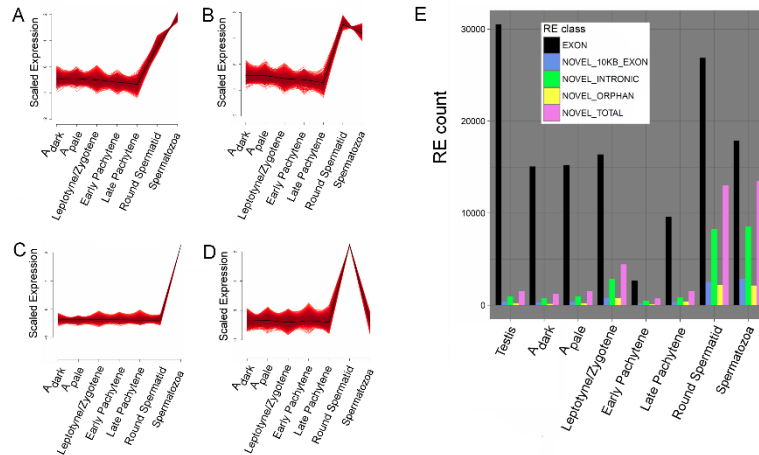 A
Scaled Expression
2
1
0
-1
A dark
A pale
Leptotyne/Zygotene
Early Pachytene
Late Pachytene
Round Spermatid
Spermatozoa
B
Scaled Expression
A dark
A pale
Leptotyne/Zygotene
Early Pachytene
Late Pachytene
Round Spermatid
Spermatozoa
C
Scaled Expression
A dark
A pale
Leptotyne/Zygotene
Early Pachytene
Late Pachytene
Round Spermatid
Spermatozoa
D
Scaled Expression
A dark
A pale
Leptotyne/Zygotene
Early Pachytene
Late Pachytene
Round Spermatid
Spermatozoa
E
RE count
30000
20000
10000
0
RE class
EXON
NOVEL_10KB_EXON
NOVEL_INTRONIC
NOVEL_ORPHAN
NOVEL_TOTAL
Testis
A dark
A pale
Leptotyne/Zygotene
Early Pachytene
Late Pachytene
Round Spermatid
Spermatozoa